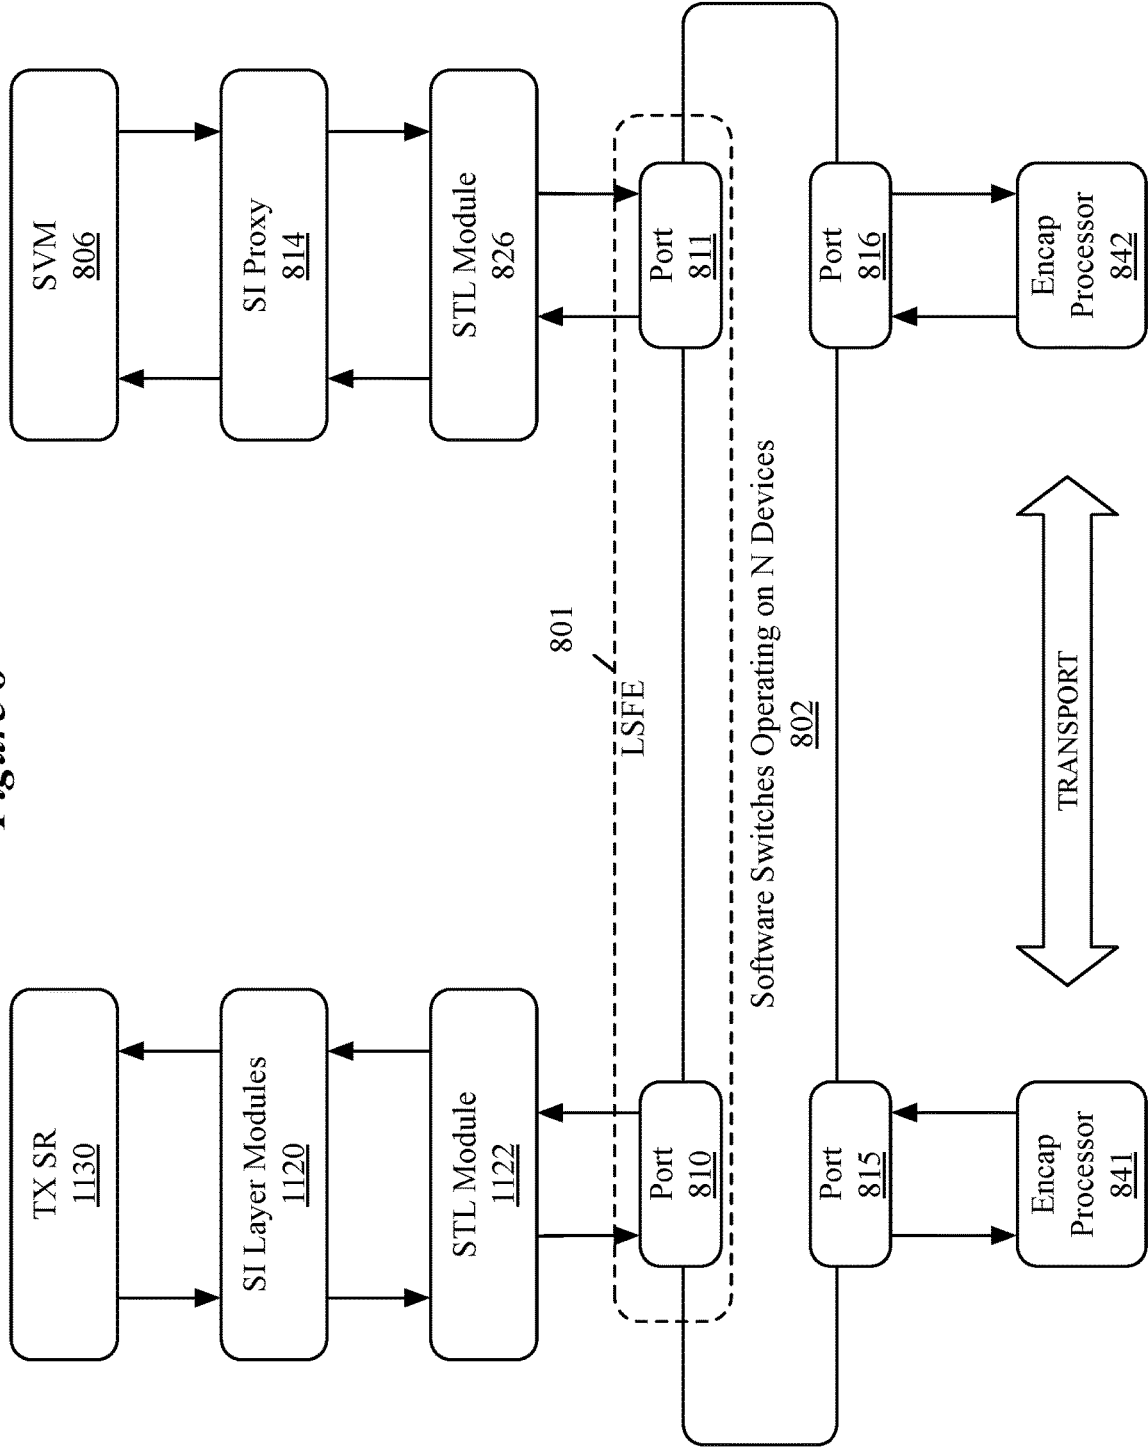 Figure
TX SR
1130
SVM
806
SI Layer Modules
1120
SI Proxy
814
STL Module
1122
STL Module
826
801
LSFE
Port
810
Port
811
Software Switches Operating on N Devices
802
Port
815
Port
816
Encap
Processor
841
TRANSPORT
Encap
Processor
842